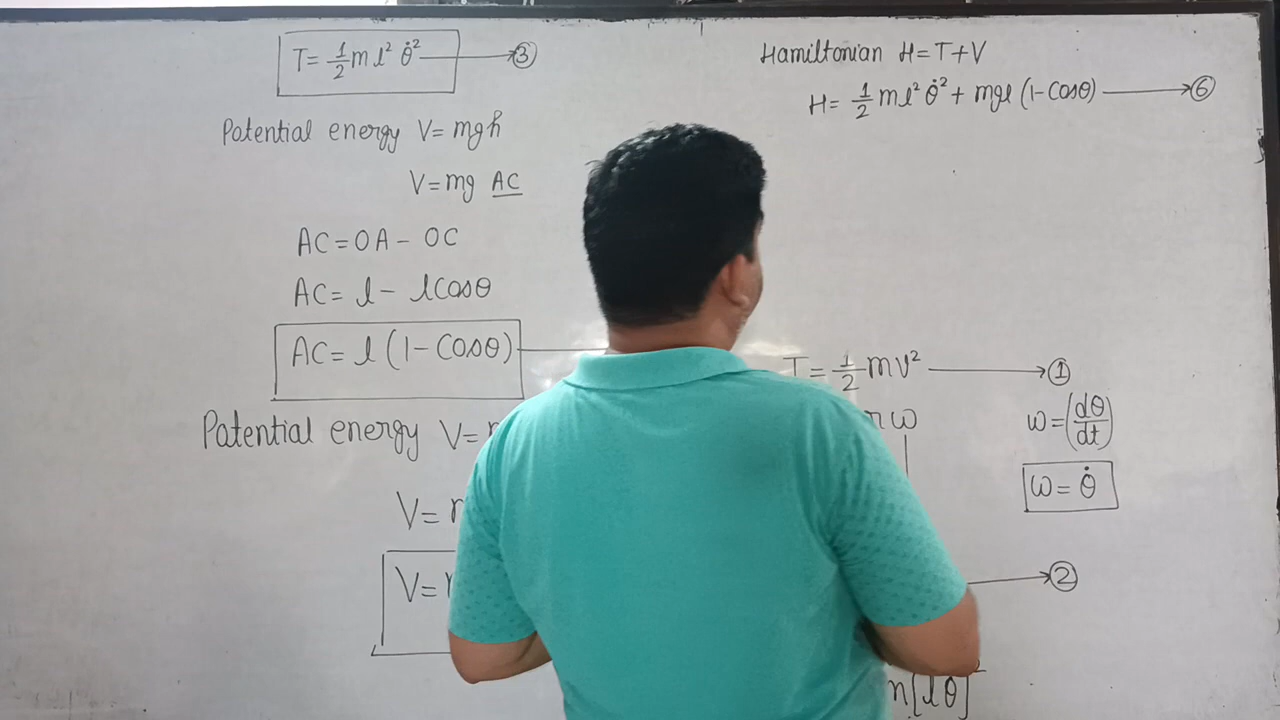 T = 1/2 m l² θ̇² → ③
Potential energy V = mgh
V = mg AC
AC = OA - OC
AC = l - l Cosθ
AC = l (1 - Cosθ)
Potential energy V =
V =
V =
Hamiltonian H = T + V
H = 1/2 m l² θ̇² + mgl (1 - Cosθ) → ⑥
T = 1/2 mv² → ①
ω
ω = (dθ/dt)
ω = θ̇
→ ②